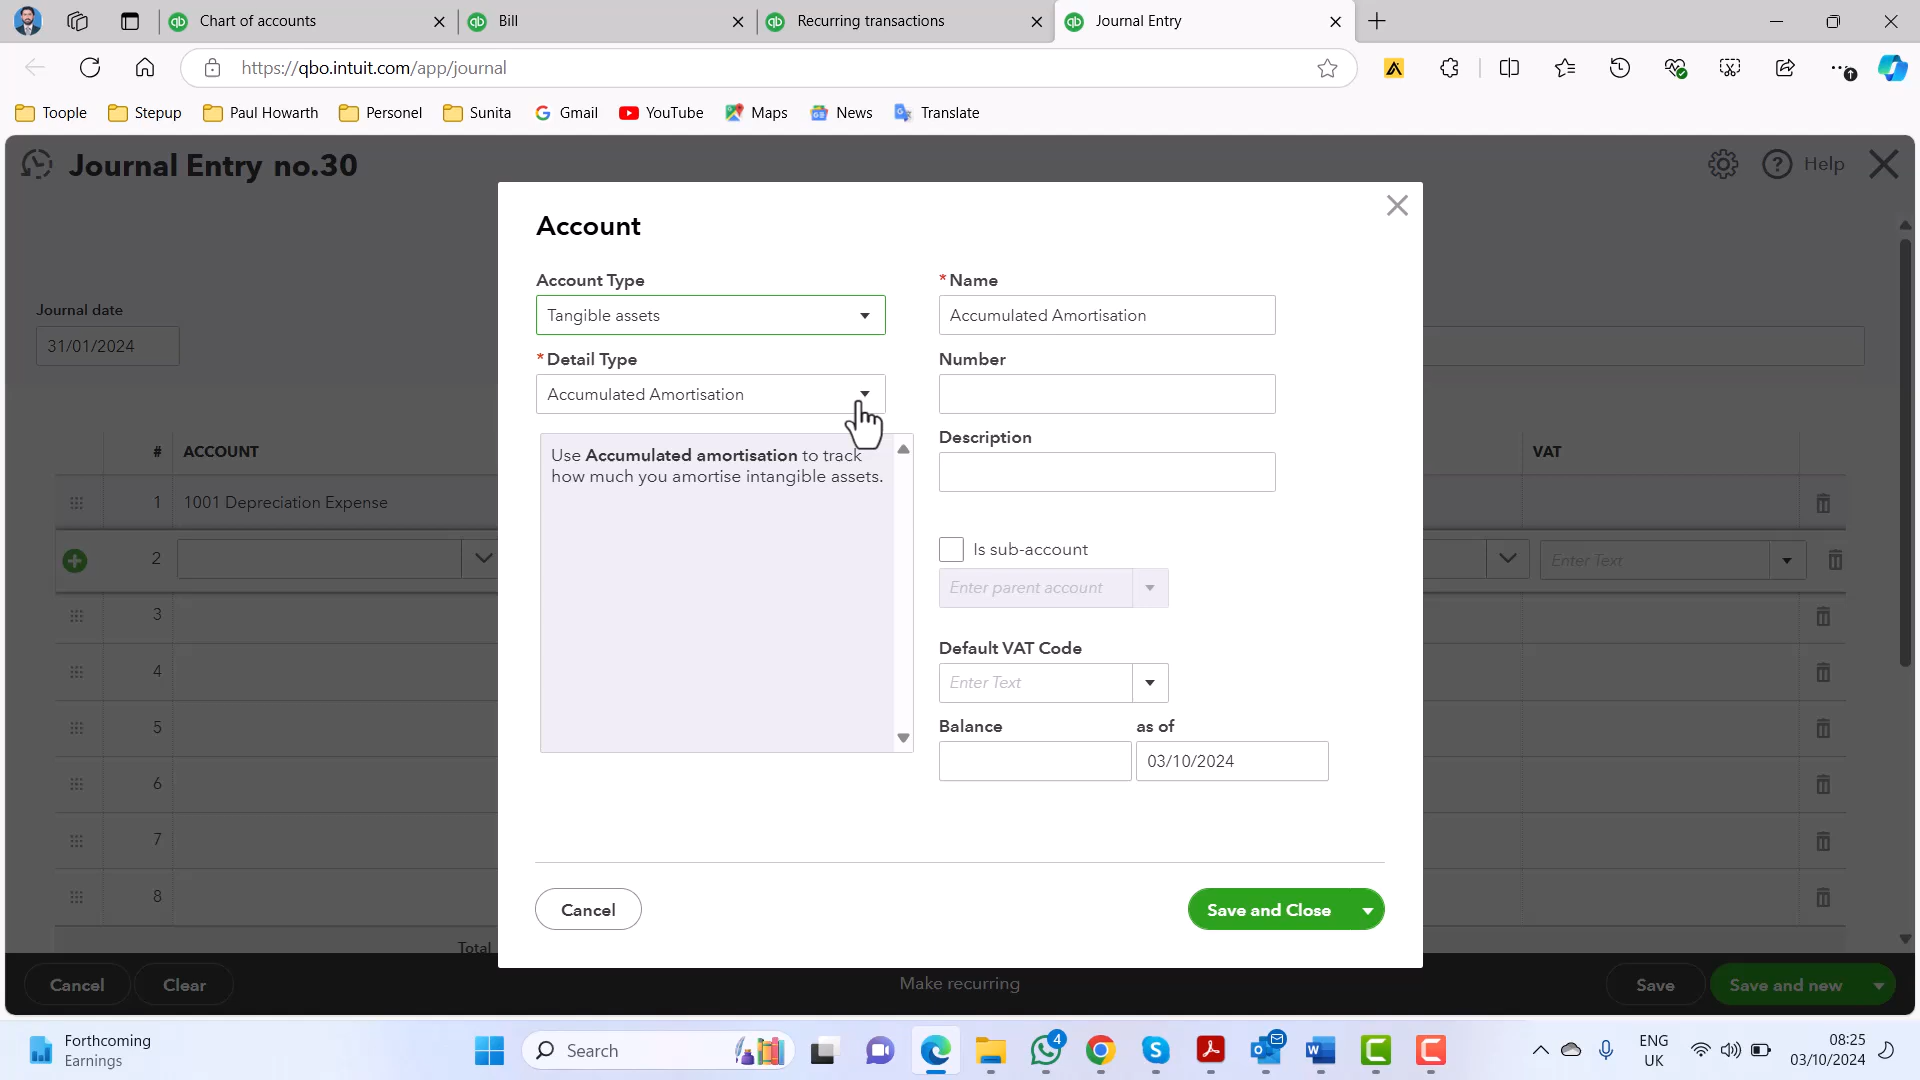 Chart of accounts
Bill
Recurring transactions
Journal Entry
https://qbo.intuit.com/app/journal
Toople
Stepup
Paul Howarth
Personel
Sunita
Gmail
YouTube
Maps
News
Translate
Journal Entry no.30
Help
Journal date
31/01/2024
# ACCOUNT
VAT
1 1001 Depreciation Expense
2
Enter Text
3
4
5
6
7
8
Total
Account
Account Type
Tangible assets
* Detail Type
Accumulated Amortisation
Use Accumulated amortisation to track
how much you amortise intangible assets.
* Name
Accumulated Amortisation
Number
Description
Is sub-account
Enter parent account
Default VAT Code
Enter Text
Balance
as of
03/10/2024
Cancel
Save and Close
Cancel
Clear
Make recurring
Save
Save and new
Forthcoming
Earnings
Search
4
ENG
UK
08:25
03/10/2024